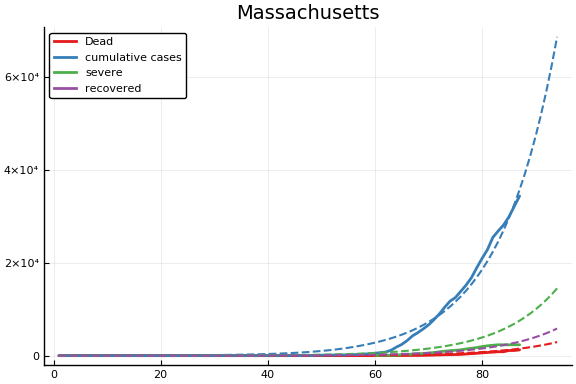 Massachusetts
Dead
cumulative cases
severe
recovered
6×10⁴
4×10⁴
2×10⁴
0
0 20 40 60 80